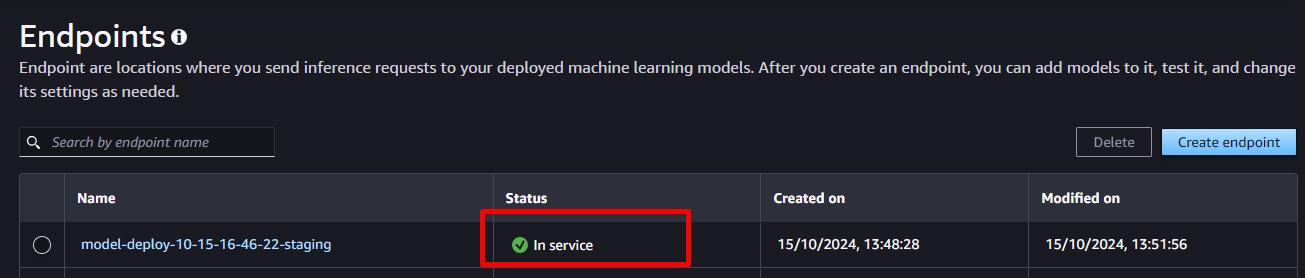 Endpoints
Endpoint are locations where you send inference requests to your deployed machine learning models. After you create an endpoint, you can add models to it, test it, and change
its settings as needed.
Search by endpoint name
Delete
Create endpoint
Name Status Created on Modified on
model-deploy-10-15-16-46-22-staging In service 15/10/2024, 13:48:28 15/10/2024, 13:51:56